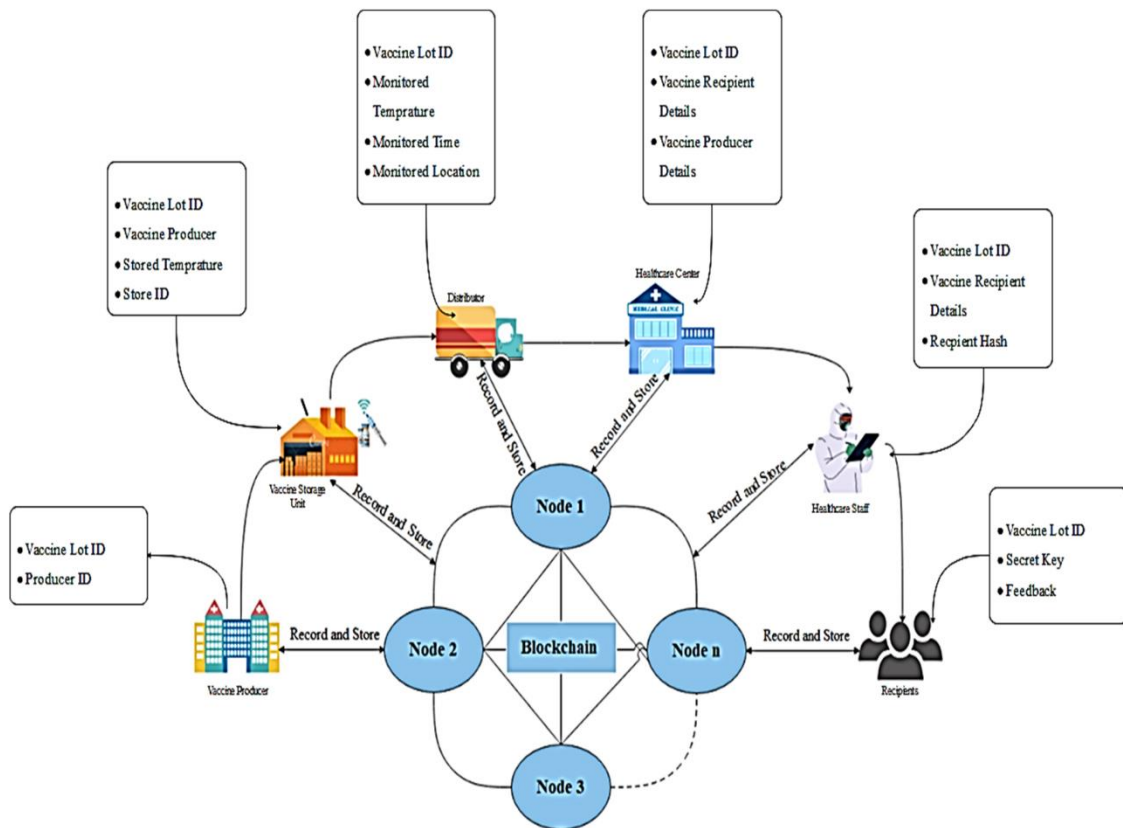 • Vaccine Lot ID
• Monitored
Temprature
• Monitored Time
• Monitored Location
• Vaccine Lot ID
• Vaccine Recipient
Details
• Vaccine Producer
Details
• Vaccine Lot ID
• Vaccine Producer
• Stored Temprature
• Store ID
• Vaccine Lot ID
• Vaccine Recipient
Details
• Recpient Hash
Distributor
Healthcare Center
MEDICAL CLINIC
Record and Store
Record and Store
Vaccine Storage
Unit
Record and Store
Node 1
Record and Store
Healthcare Staff
• Vaccine Lot ID
• Producer ID
• Vaccine Lot ID
• Secret Key
• Feedback
Vaccine Producer
Record and Store
Node 2
Blockchain
Node n
Record and Store
Recipients
Node 3